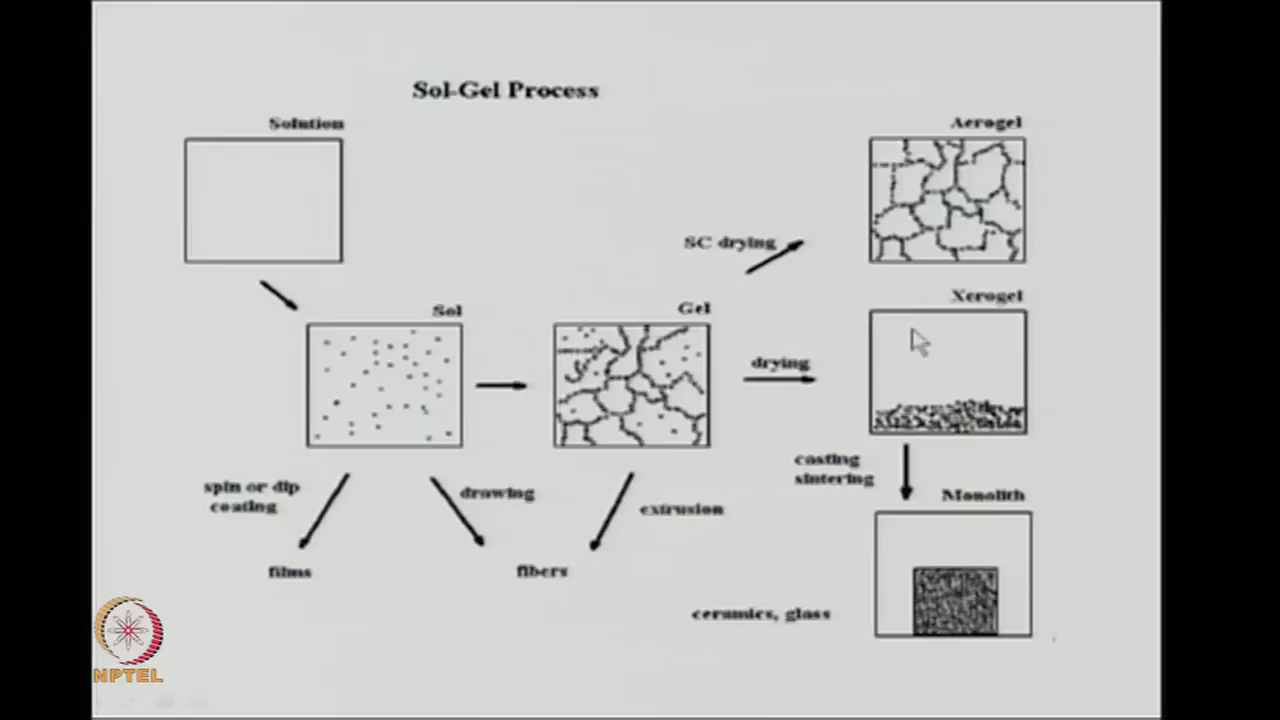 Sol-Gel Process
Solution
Aerogel
SC drying
Xerogel
Sol
Gel
drying
casting
sintering
spin or dip
coating
drawing
extrusion
Monolith
films
fibers
ceramics, glass
NPTEL